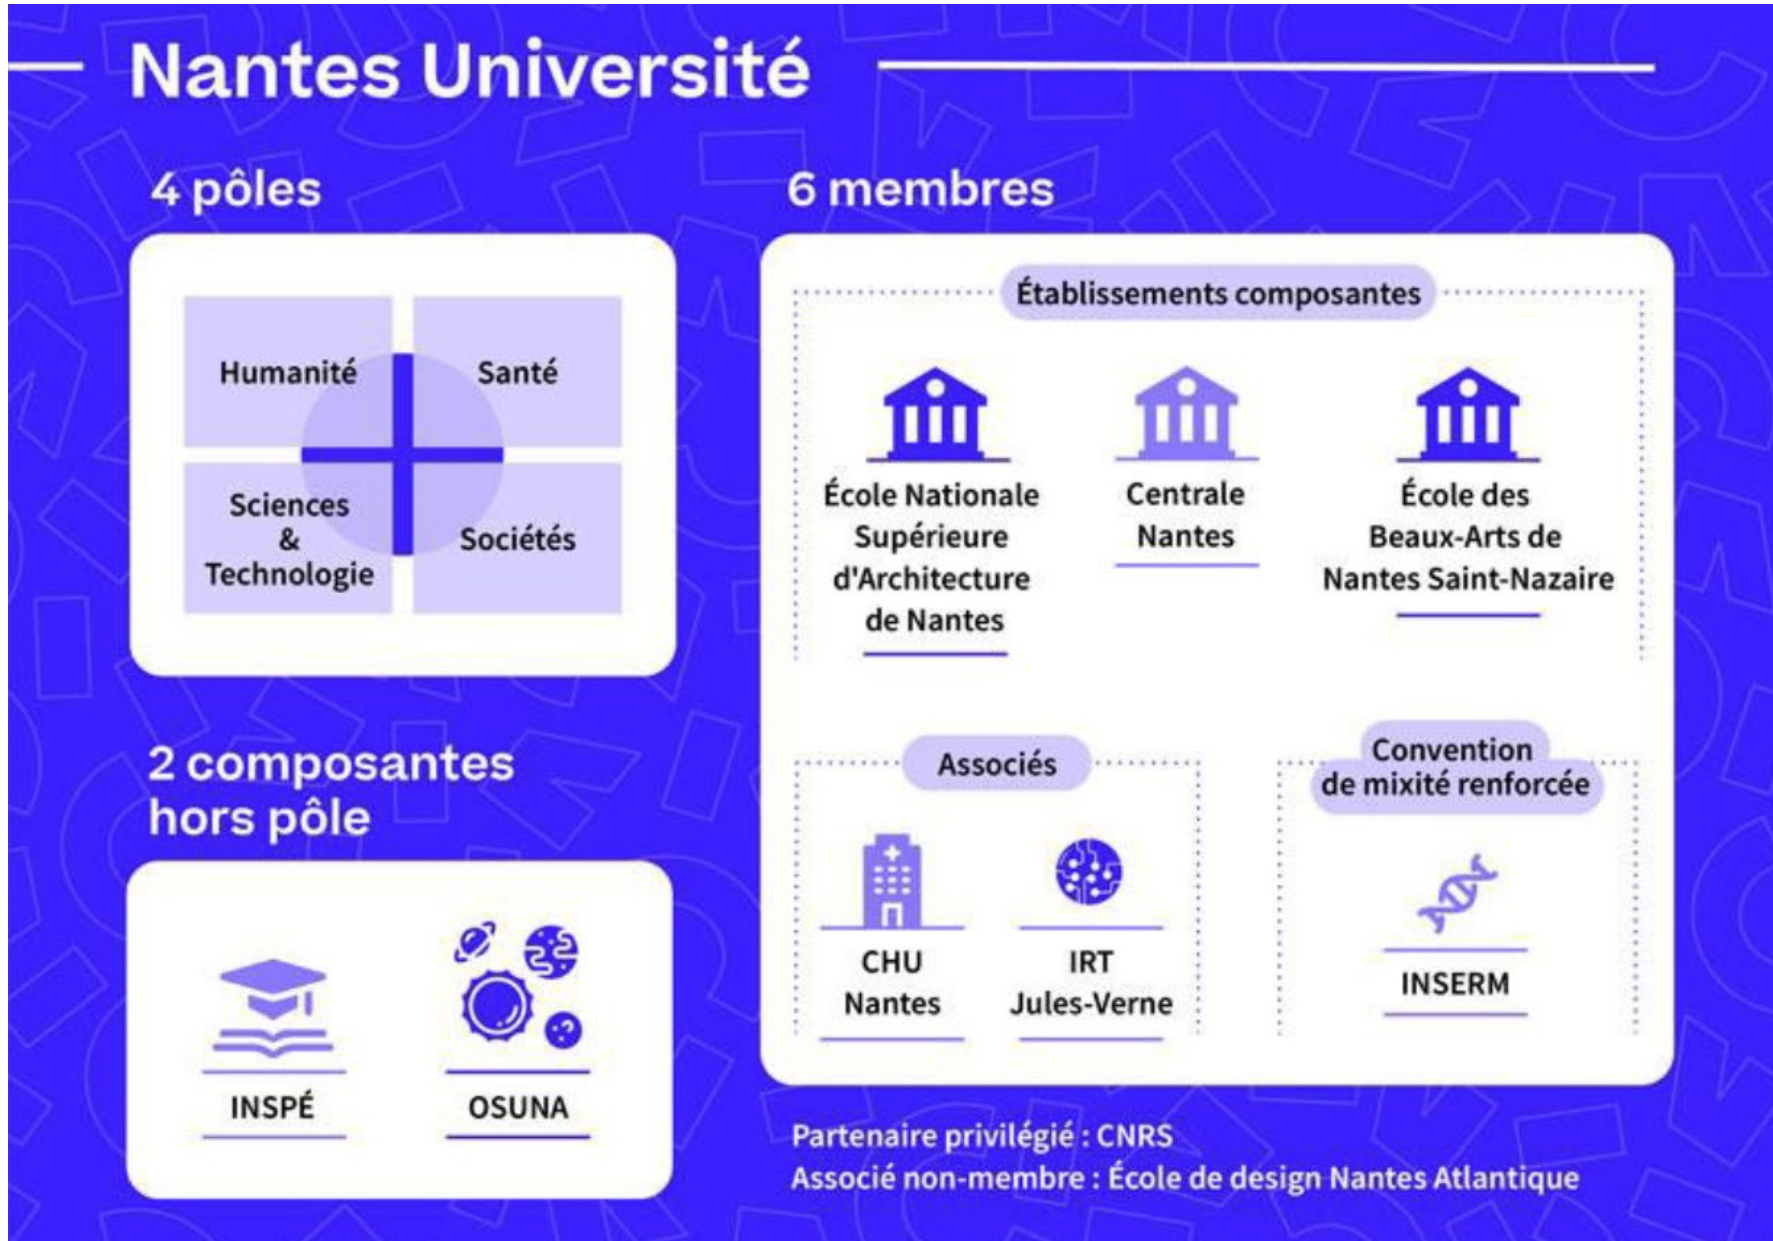 Nantes Université
4 pôles
Humanité
Santé
Sciences
&
Technologie
Sociétés
2 composantes
hors pôle
INSPÉ
OSUNA
6 membres
Établissements composantes
École Nationale
Supérieure
d'Architecture
de Nantes
Centrale
Nantes
École des
Beaux-Arts de
Nantes Saint-Nazaire
Associés
CHU
Nantes
IRT
Jules-Verne
Convention
de mixité renforcée
INSERM
Partenaire privilégié : CNRS
Associé non-membre : École de design Nantes Atlantique